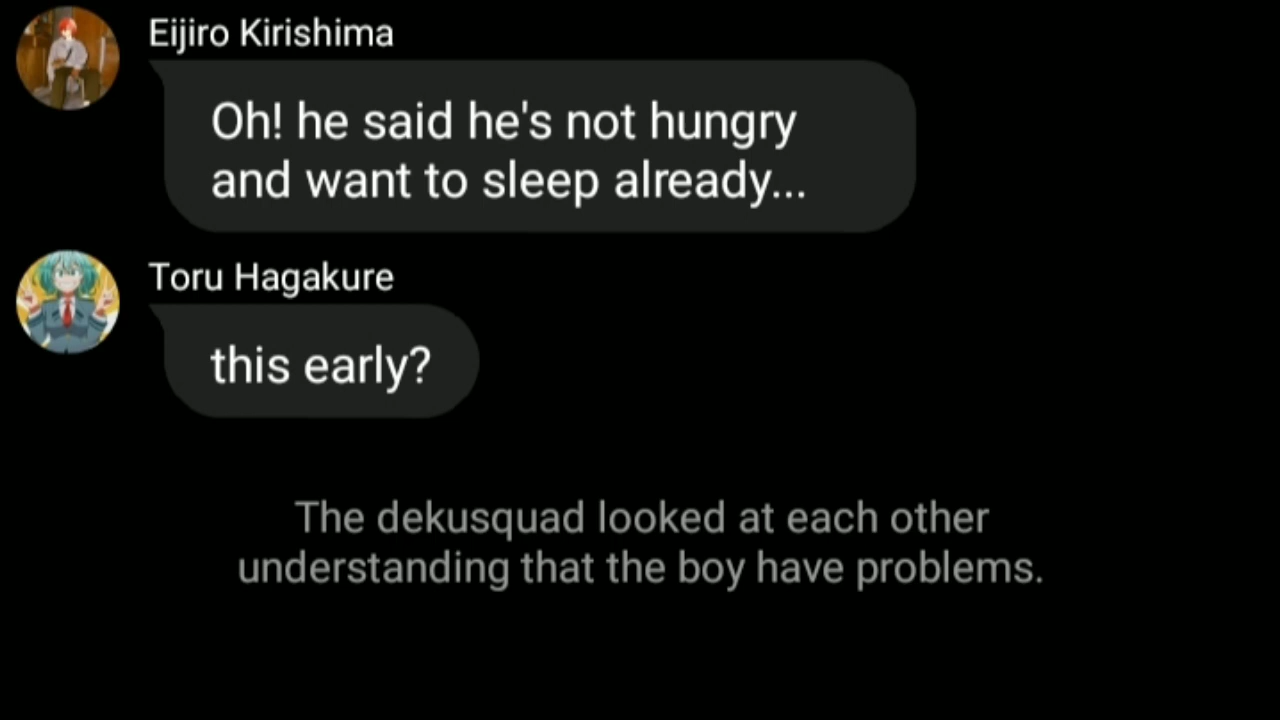 Eijiro Kirishima
Oh! he said he's not hungry
and want to sleep already...
Toru Hagakure
this early?
The dekusquad looked at each other
understanding that the boy have problems.